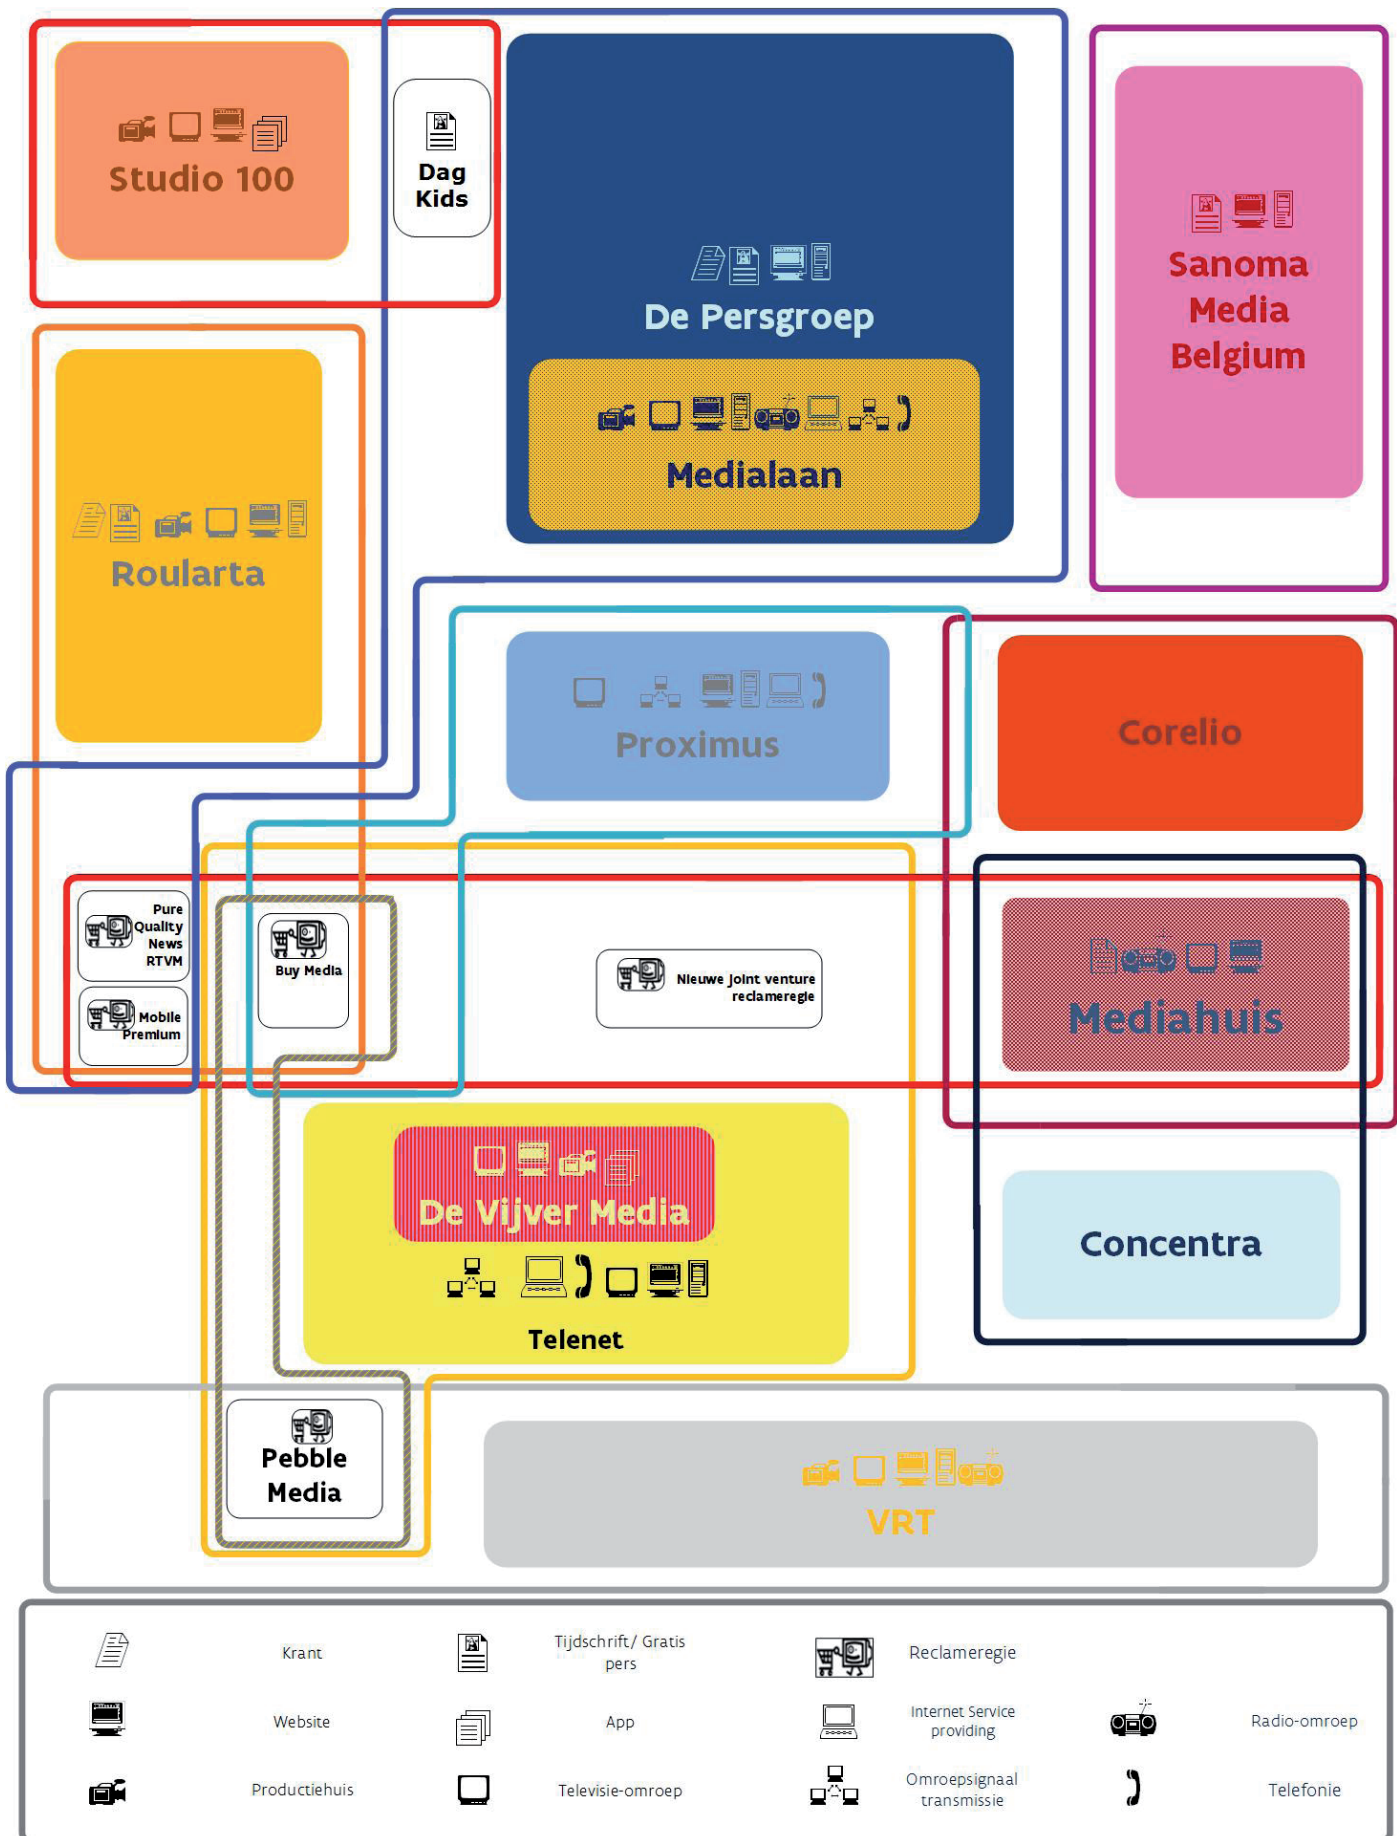 Studio 100
Dag
Kids
De Persgroep
Medialaan
Sanoma
Media
Belgium
Roularta
Proximus
Corelio
Pure
Quality
News
RTVM
Mobile
Premium
Buy Media
Nieuwe joint venture
reclameregie
Mediahuis
De Vijver Media
Telenet
Concentra
Pebble
Media
VRT
Krant
Tijdschrift/ Gratis
pers
Reclameregie
Website
App
Internet Service
providing
Radio-omroep
Productiehuis
Televisie-omroep
Omroepsignaal
transmissie
Telefonie